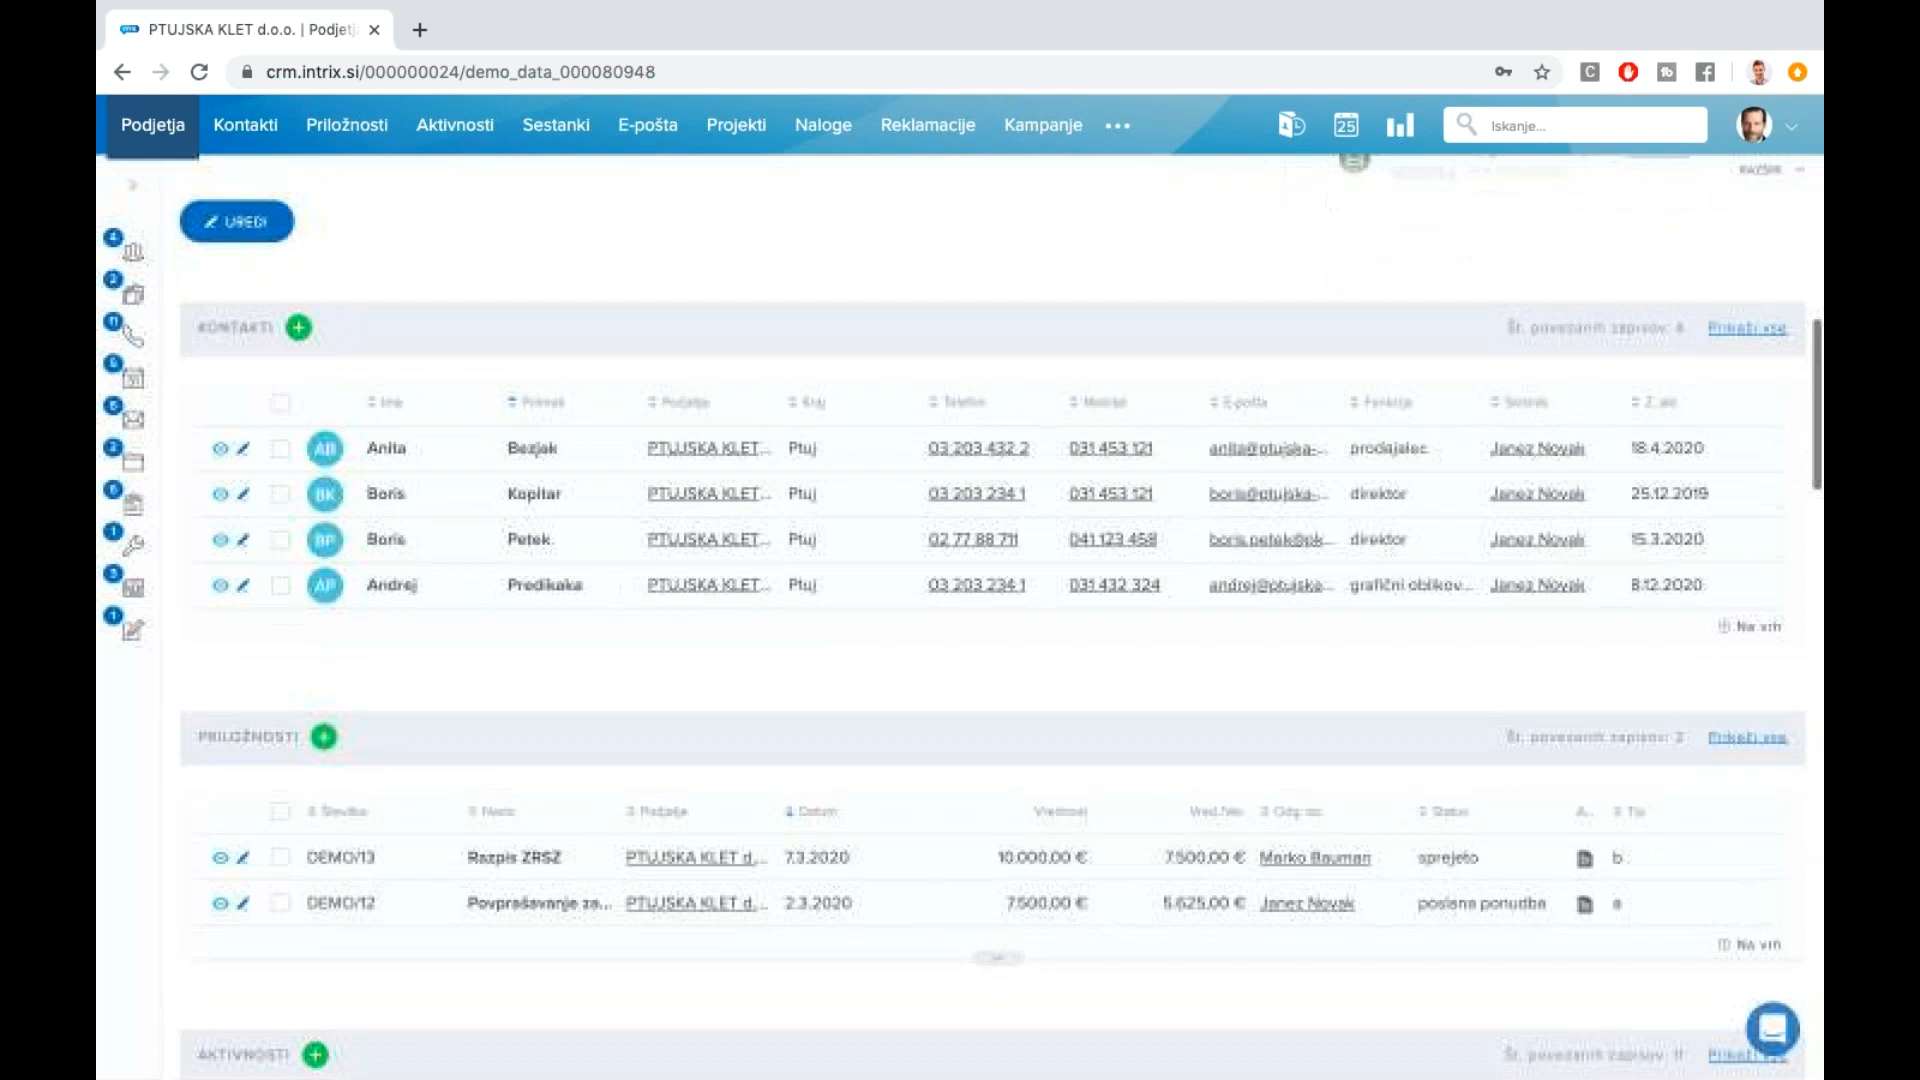 PTUJSKA KLET d.o.o. | Podjetj
crm.intrix.si/000000024/demo_data_000080948
Podjetja Kontakti Priložnosti Aktivnosti Sestanki E-pošta Projekti Naloge Reklamacije Kampanje 25 Iskanje...
UREDI
KONTAKTI Št. povezanih zapisov: 4 Prikaži vse
Ime Priimek Podjetje Kraj Telefon Mobitel E-pošta Funkcija Skrbnik
AB Anita Bezjak PTUJSKA KLET... Ptuj 03 203 432 2 031 453 121 anita@ptujska-... prodajalec Janez Novak 18.4.2020
BK Boris Kopitar PTUJSKA KLET... Ptuj 03 203 234 1 031 453 121 boris@ptujska-... direktor Janez Novak 25.12.2019
BP Boris Petek PTUJSKA KLET... Ptuj 02 77 88 711 041 123 458 boris.petek@pk... direktor Janez Novak 15.3.2020
AP Andrej Predikaka PTUJSKA KLET... Ptuj 03 203 234 1 031 432 324 andrej@ptujska... grafični oblikov... Janez Novak 8.12.2020
Na vrh
PRILOŽNOSTI Št. povezanih zapisov: 2 Prikaži vse
Številka Naziv Podjetje Datum Vrednost Status A.. Tip
DEMO/13 Razpis ZRSZ PTUJSKA KLET d.... 7.3.2020 10.000,00 € 7.500,00 € Marko Bauman sprejeto b
DEMO/12 Povpraševanje za... PTUJSKA KLET d.... 2.3.2020 7.500,00 € 5.625,00 € Janez Novak poslana ponudba a
Na vrh
AKTIVNOSTI Št. povezanih zapisov: 11 Prikaži vse